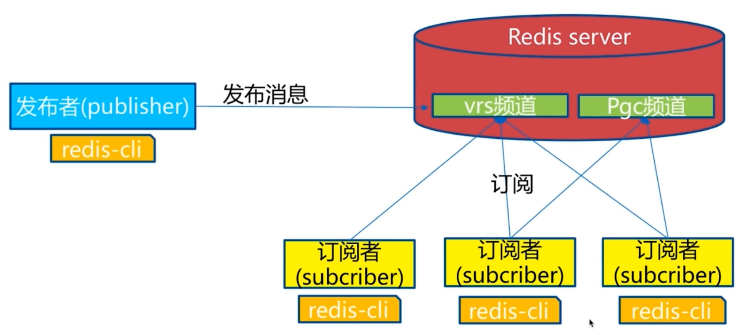 Redis server
发布者(publisher)
发布消息
vrs频道
Pgc频道
redis-cli
订阅
订阅者
(subcriber)
订阅者
(subcriber)
订阅者
(subcriber)
redis-cli
redis-cli
redis-cli